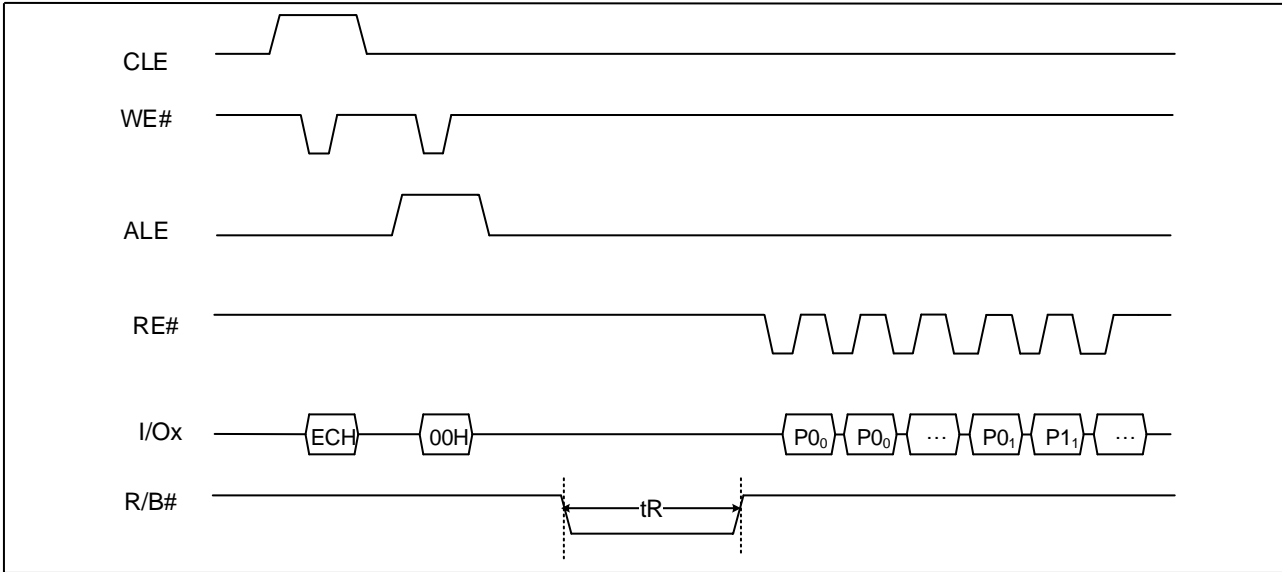 CLE
WE#
ALE
RE#
I/Ox ECH 00H P0₀ P0₀ ... P0₁ P1₁ ...
R/B# tR